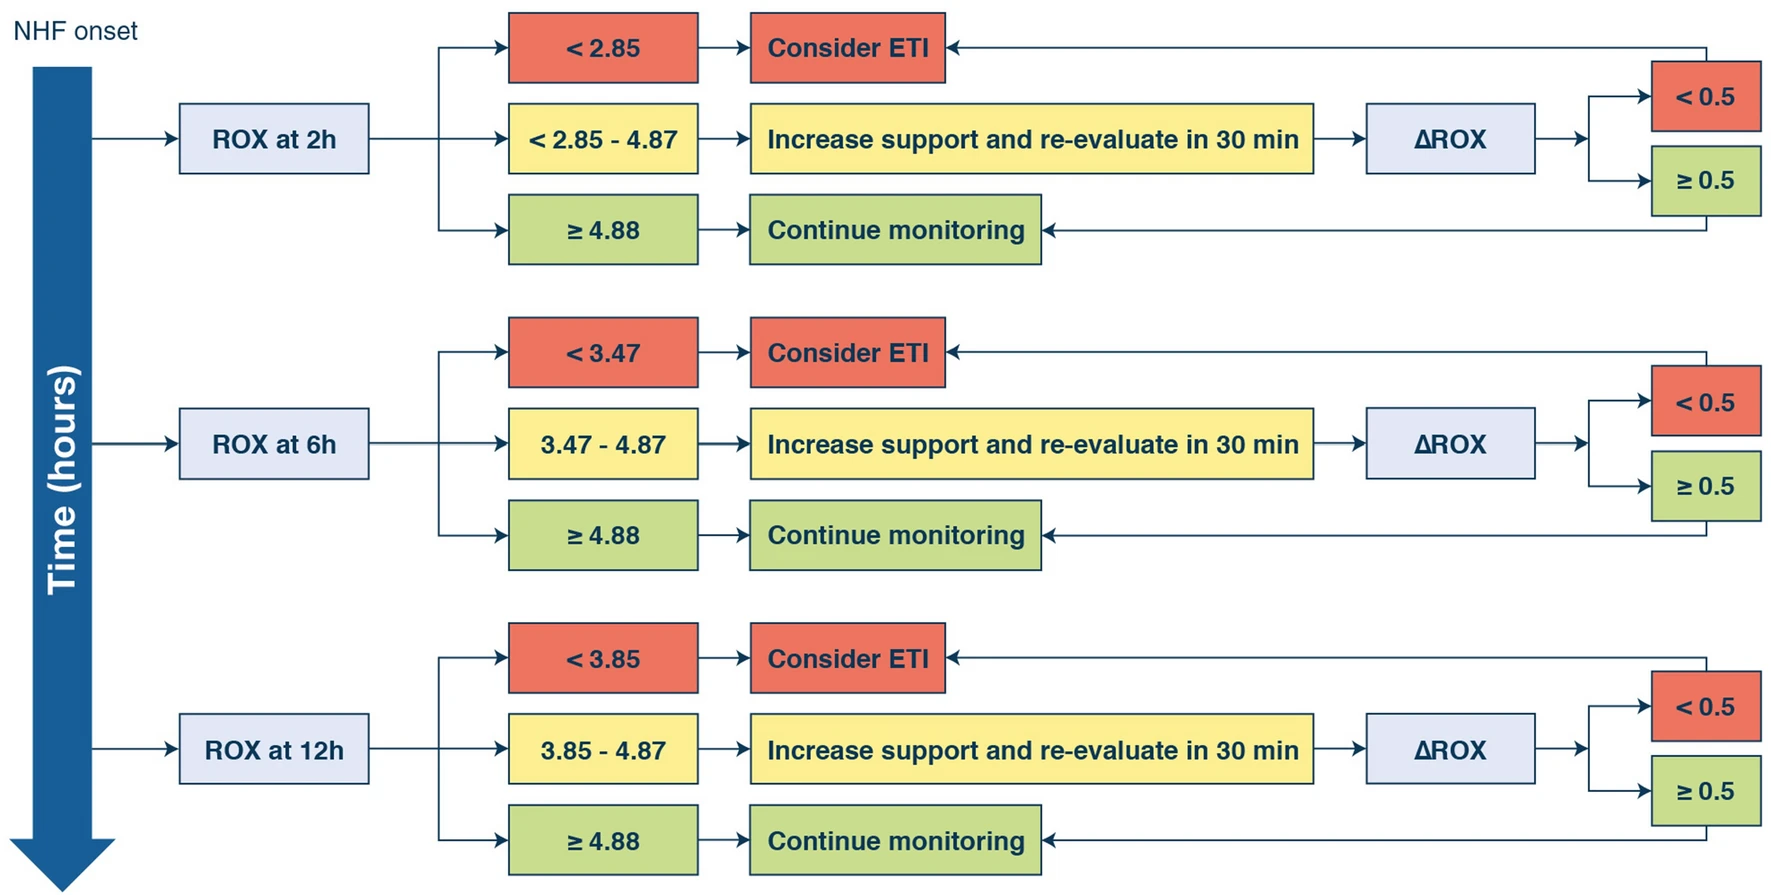 NHF onset
Time (hours)
ROX at 2h
< 2.85
Consider ETI
< 2.85 - 4.87
Increase support and re-evaluate in 30 min
ΔROX
< 0.5
≥ 0.5
≥ 4.88
Continue monitoring
ROX at 6h
< 3.47
Consider ETI
3.47 - 4.87
Increase support and re-evaluate in 30 min
ΔROX
< 0.5
≥ 0.5
≥ 4.88
Continue monitoring
ROX at 12h
< 3.85
Consider ETI
3.85 - 4.87
Increase support and re-evaluate in 30 min
ΔROX
< 0.5
≥ 0.5
≥ 4.88
Continue monitoring